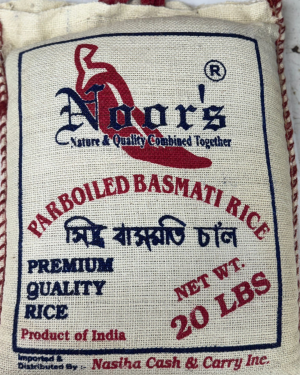 ®
Noor's
Nature & Quality Combined Together
PARBOILED BASMATI RICE
সিদ্ধ বাসমতি চা'ল
PREMIUM
QUALITY
RICE
NET WT.
20 LBS
Product of India
Imported &
Distributed By :- Nasiha Cash & Carry Inc.